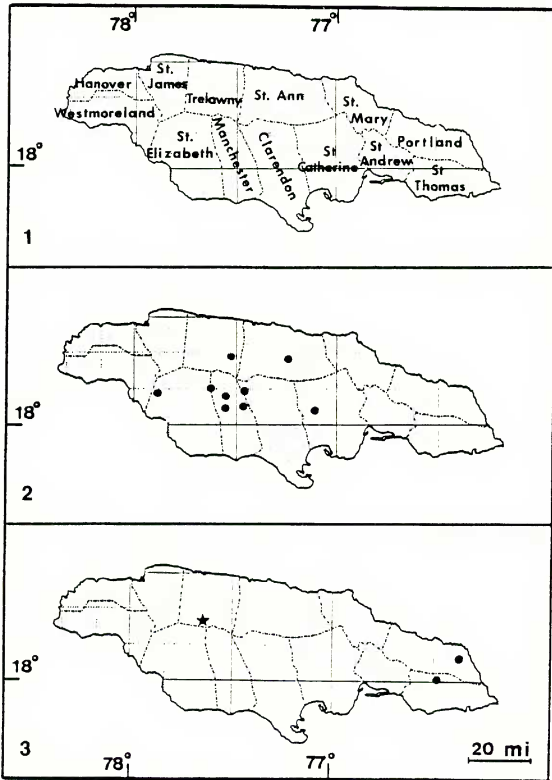 78° 77°
St. James
Hanover
Westmoreland
Trelawny
St. Ann
St. Mary
Portland
St. Elizabeth
Manchester
Clarendon
St Catherine
St Andrew
St Thomas
18°
1
18°
2
18°
3
78° 77°
20 mi